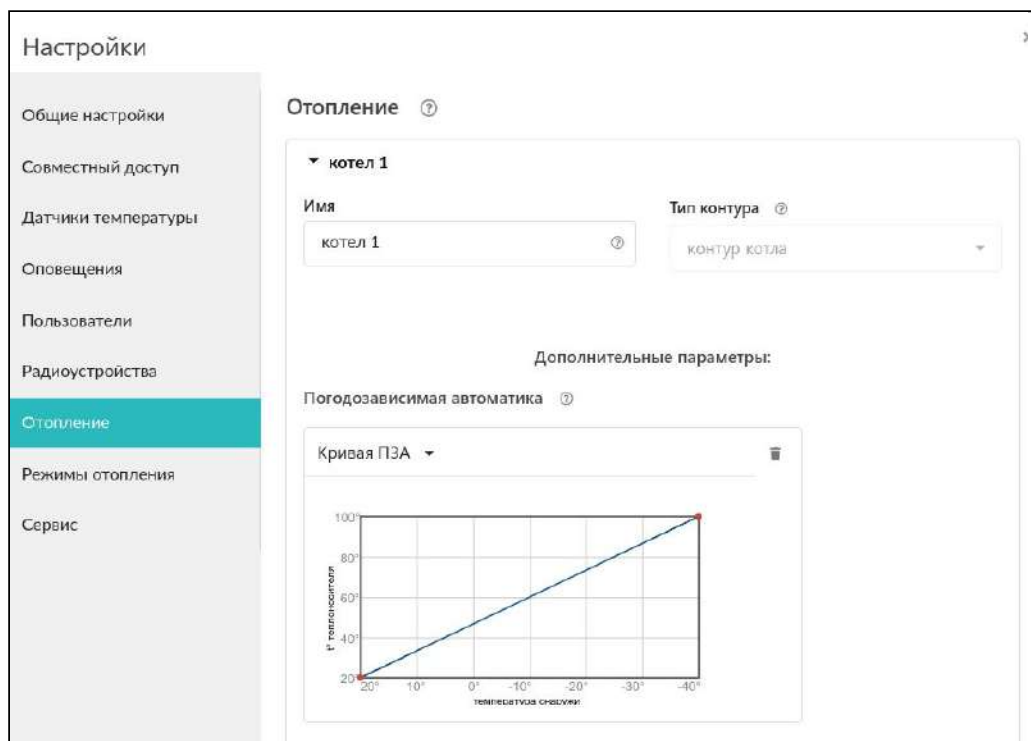 Настройки
Общие настройки
Совместный доступ
Датчики температуры
Оповещения
Пользователи
Радиоустройства
Отопление
Режимы отопления
Сервис
Отопление
котел 1
Имя
Тип контура
котел 1
контур котла
Дополнительные параметры:
Погодозависимая автоматика
Кривая ПЗА
100°
80°
60°
40°
20°
t° теплоносителя
20° 10° 0° -10° -20° -30° -40°
температура снаружи